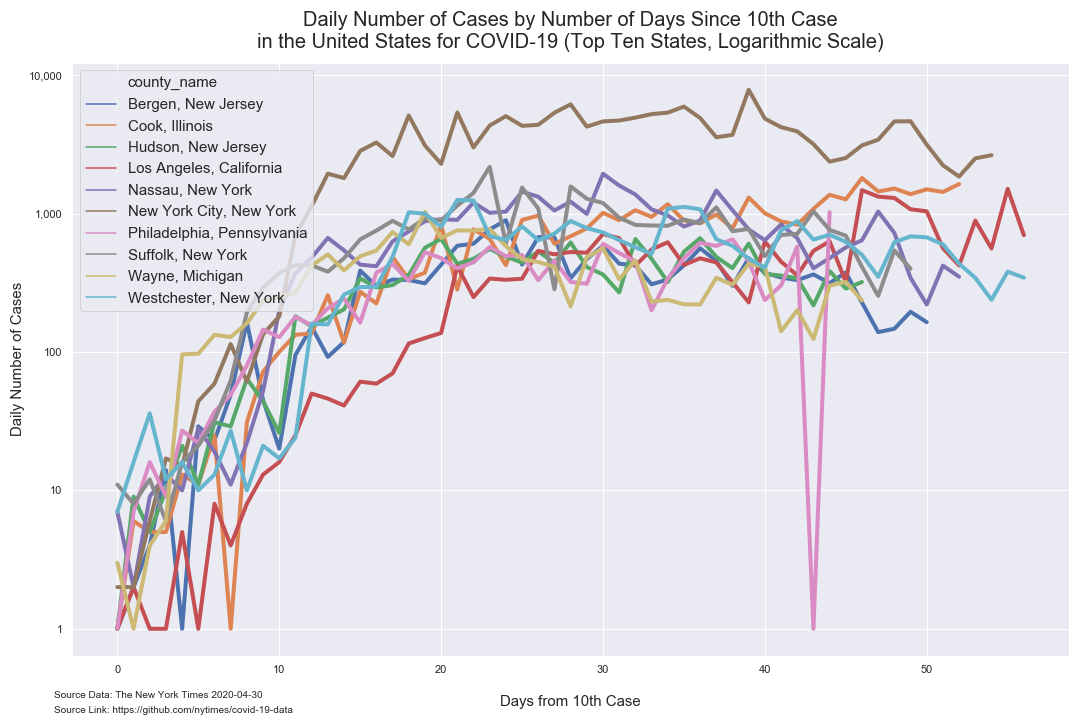 Daily Number of Cases by Number of Days Since 10th Case
in the United States for COVID-19 (Top Ten States, Logarithmic Scale)
10,000
1,000
100
10
1
Daily Number of Cases
county_name
Bergen, New Jersey
Cook, Illinois
Hudson, New Jersey
Los Angeles, California
Nassau, New York
New York City, New York
Philadelphia, Pennsylvania
Suffolk, New York
Wayne, Michigan
Westchester, New York
0 10 20 30 40 50
Days from 10th Case
Source Data: The New York Times 2020-04-30
Source Link: https://github.com/nytimes/covid-19-data